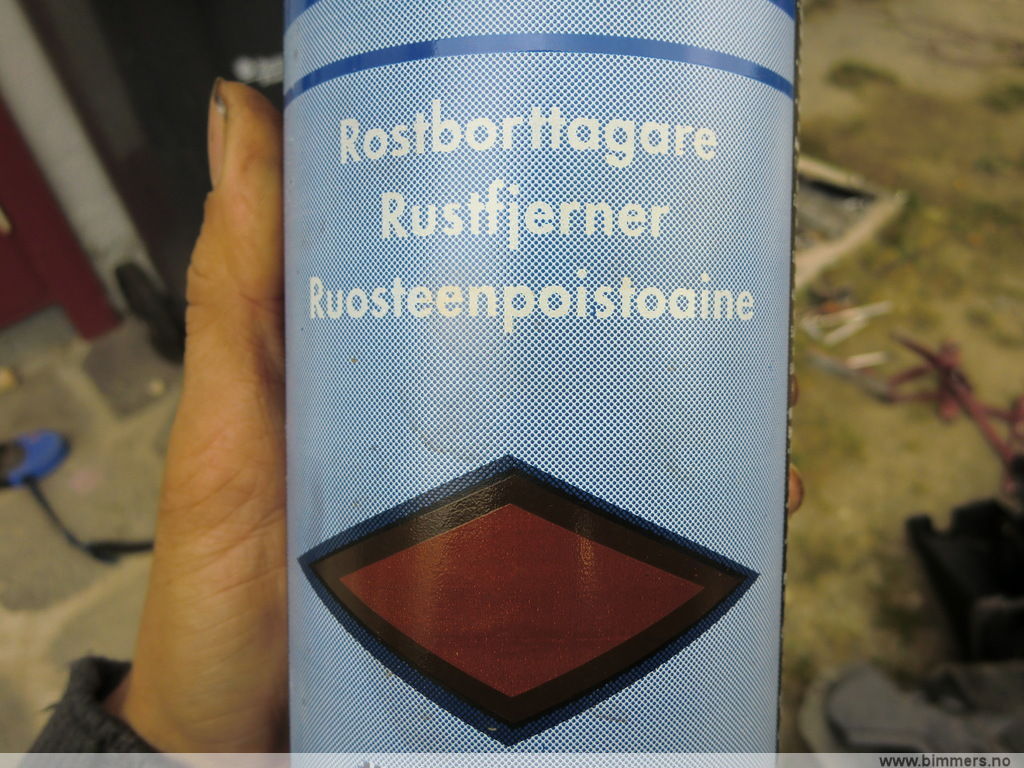 Rostborttagare
Rustfjerner
Ruosteenpoistoaine
www.bimmers.no